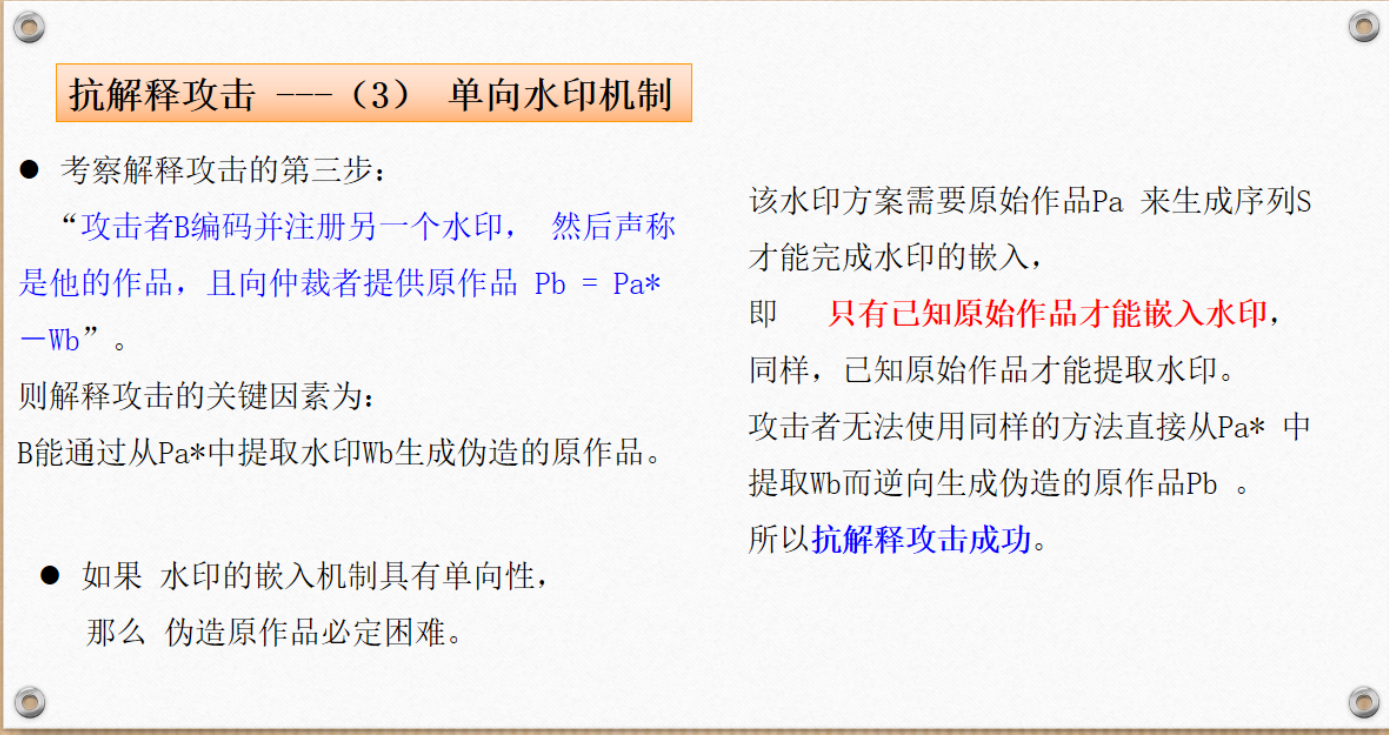 抗解释攻击 ---（3） 单向水印机制
● 考察解释攻击的第三步：
“攻击者B编码并注册另一个水印， 然后声称
是他的作品，且向仲裁者提供原作品 Pb = Pa*
－Wb”。
则解释攻击的关键因素为：
B能通过从Pa*中提取水印Wb生成伪造的原作品。
● 如果 水印的嵌入机制具有单向性，
那么 伪造原作品必定困难。
该水印方案需要原始作品Pa 来生成序列S
才能完成水印的嵌入，
即 只有已知原始作品才能嵌入水印，
同样，已知原始作品才能提取水印。
攻击者无法使用同样的方法直接从Pa* 中
提取Wb而逆向生成伪造的原作品Pb 。
所以抗解释攻击成功。